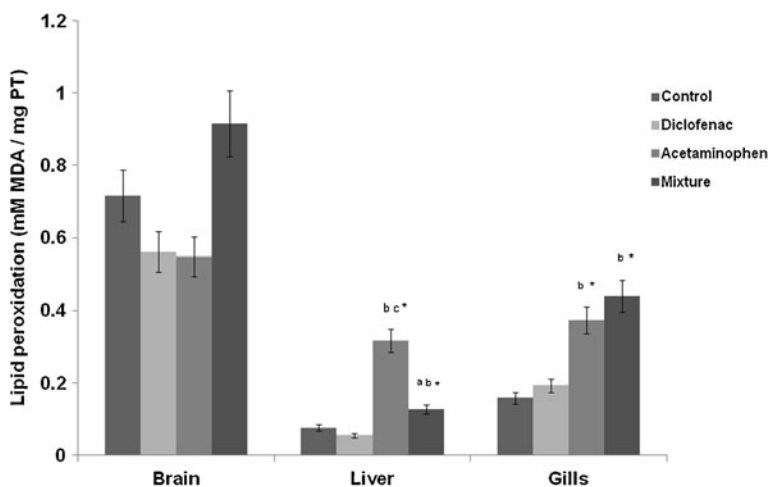 Lipid peroxidation (mM MDA / mg PT)
1.2
1
0.8
0.6
0.4
0.2
0
Control
Diclofenac
Acetaminophen
Mixture
b c *
a b *
b *
b *
Brain
Liver
Gills